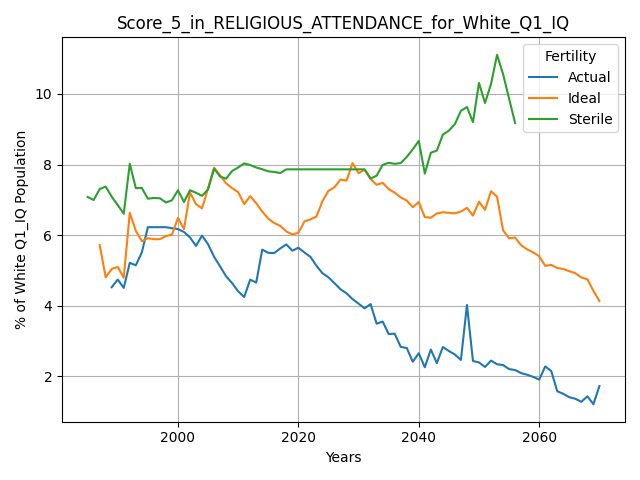 Score_5_in_RELIGIOUS_ATTENDANCE_for_White_Q1_IQ
% of White Q1_IQ Population
10
8
6
4
2
Fertility
Actual
Ideal
Sterile
2000
2020
2040
2060
Years